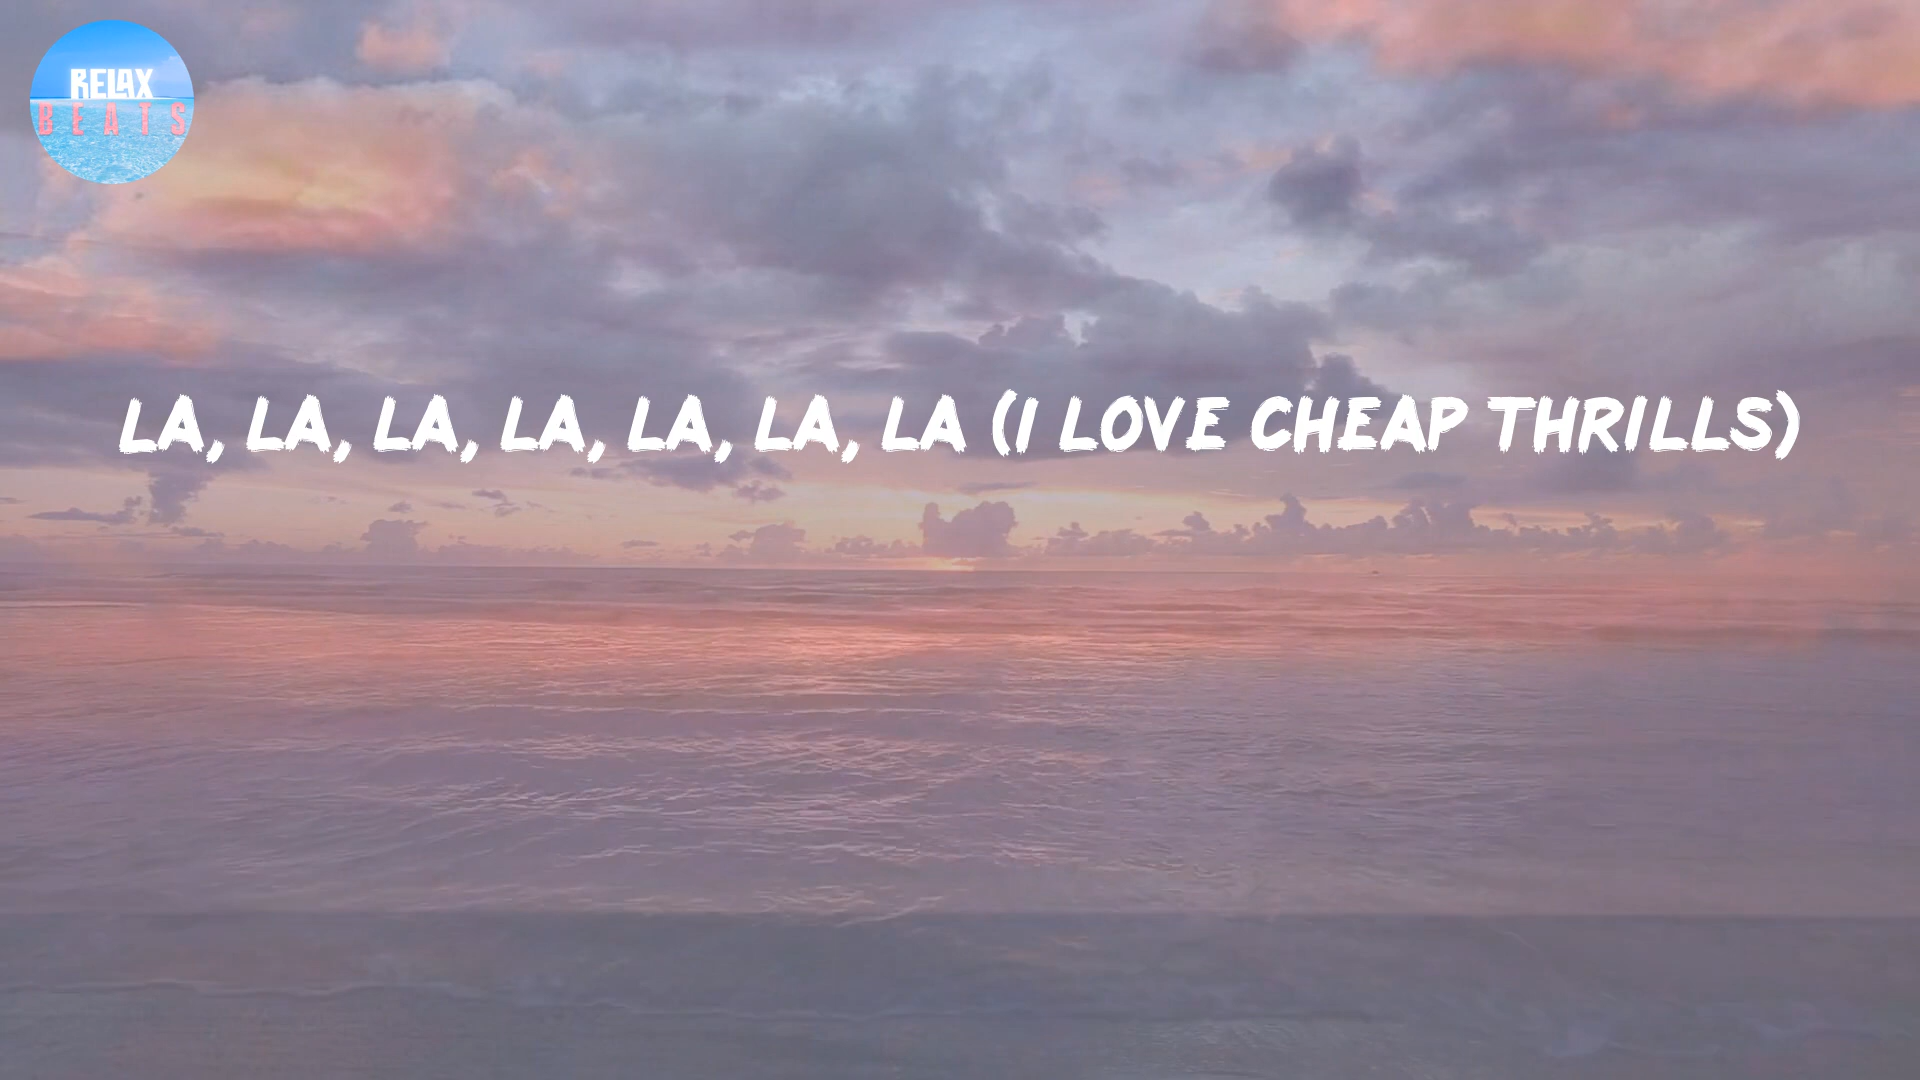 RELAX
BEATS
LA, LA, LA, LA, LA, LA, LA (I LOVE CHEAP THRILLS)